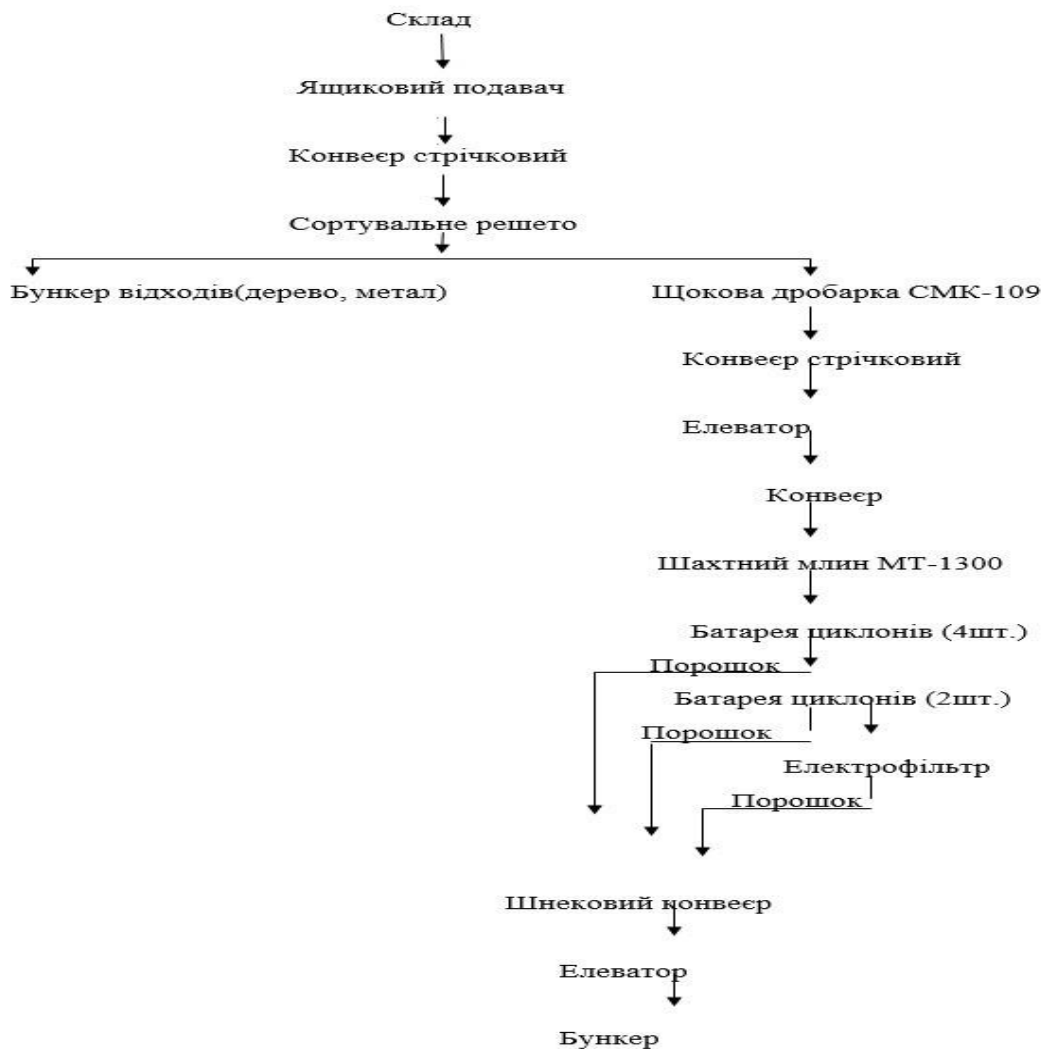 Склад
Ящиковий подавач
Конвеєр стрічковий
Сортувальне решето
Бункер відходів(дерево, метал)
Щокова дробарка СМК-109
Конвеєр стрічковий
Елеватор
Конвеєр
Шахтний млин МТ-1300
Батарея циклонів (4шт.)
Порошок
Батарея циклонів (2шт.)
Порошок
Електрофільтр
Порошок
Шнековий конвеєр
Елеватор
Бункер